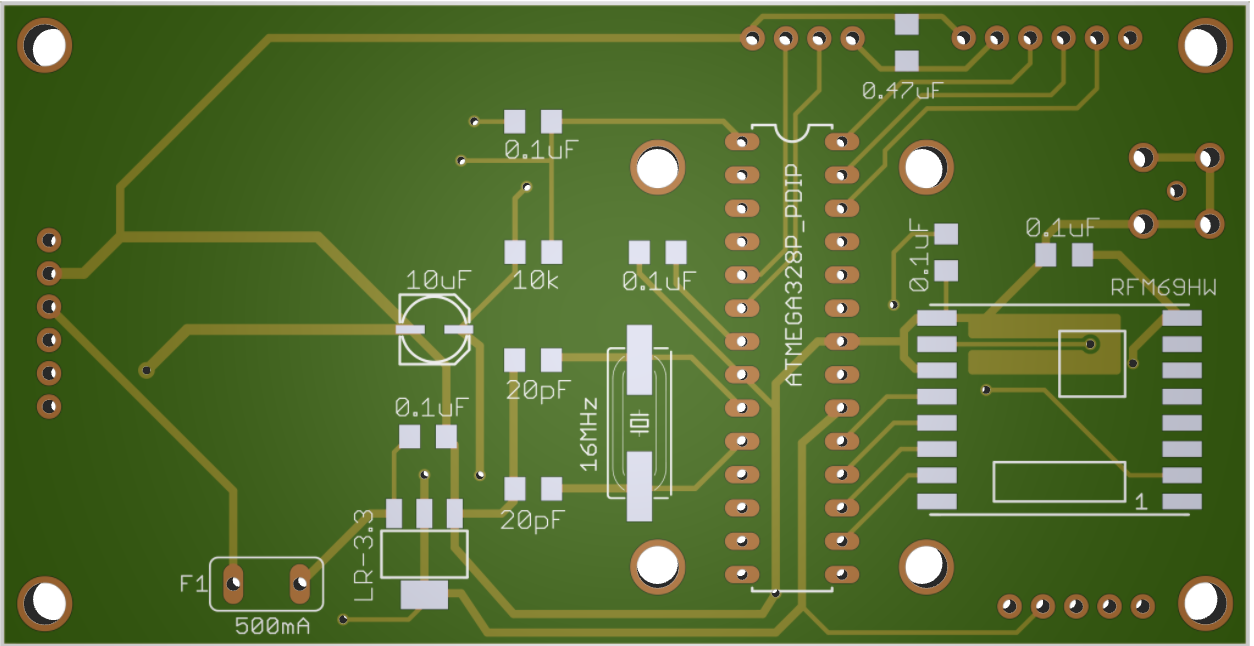 0.47uF
0.1uF
ATMEGA328P_PDIP
0.1uF
0.1uF
10uF
10k
0.1uF
RFM69HW
20pF
0.1uF
16MHz
20pF
1
LR-3.3
F1
500mA